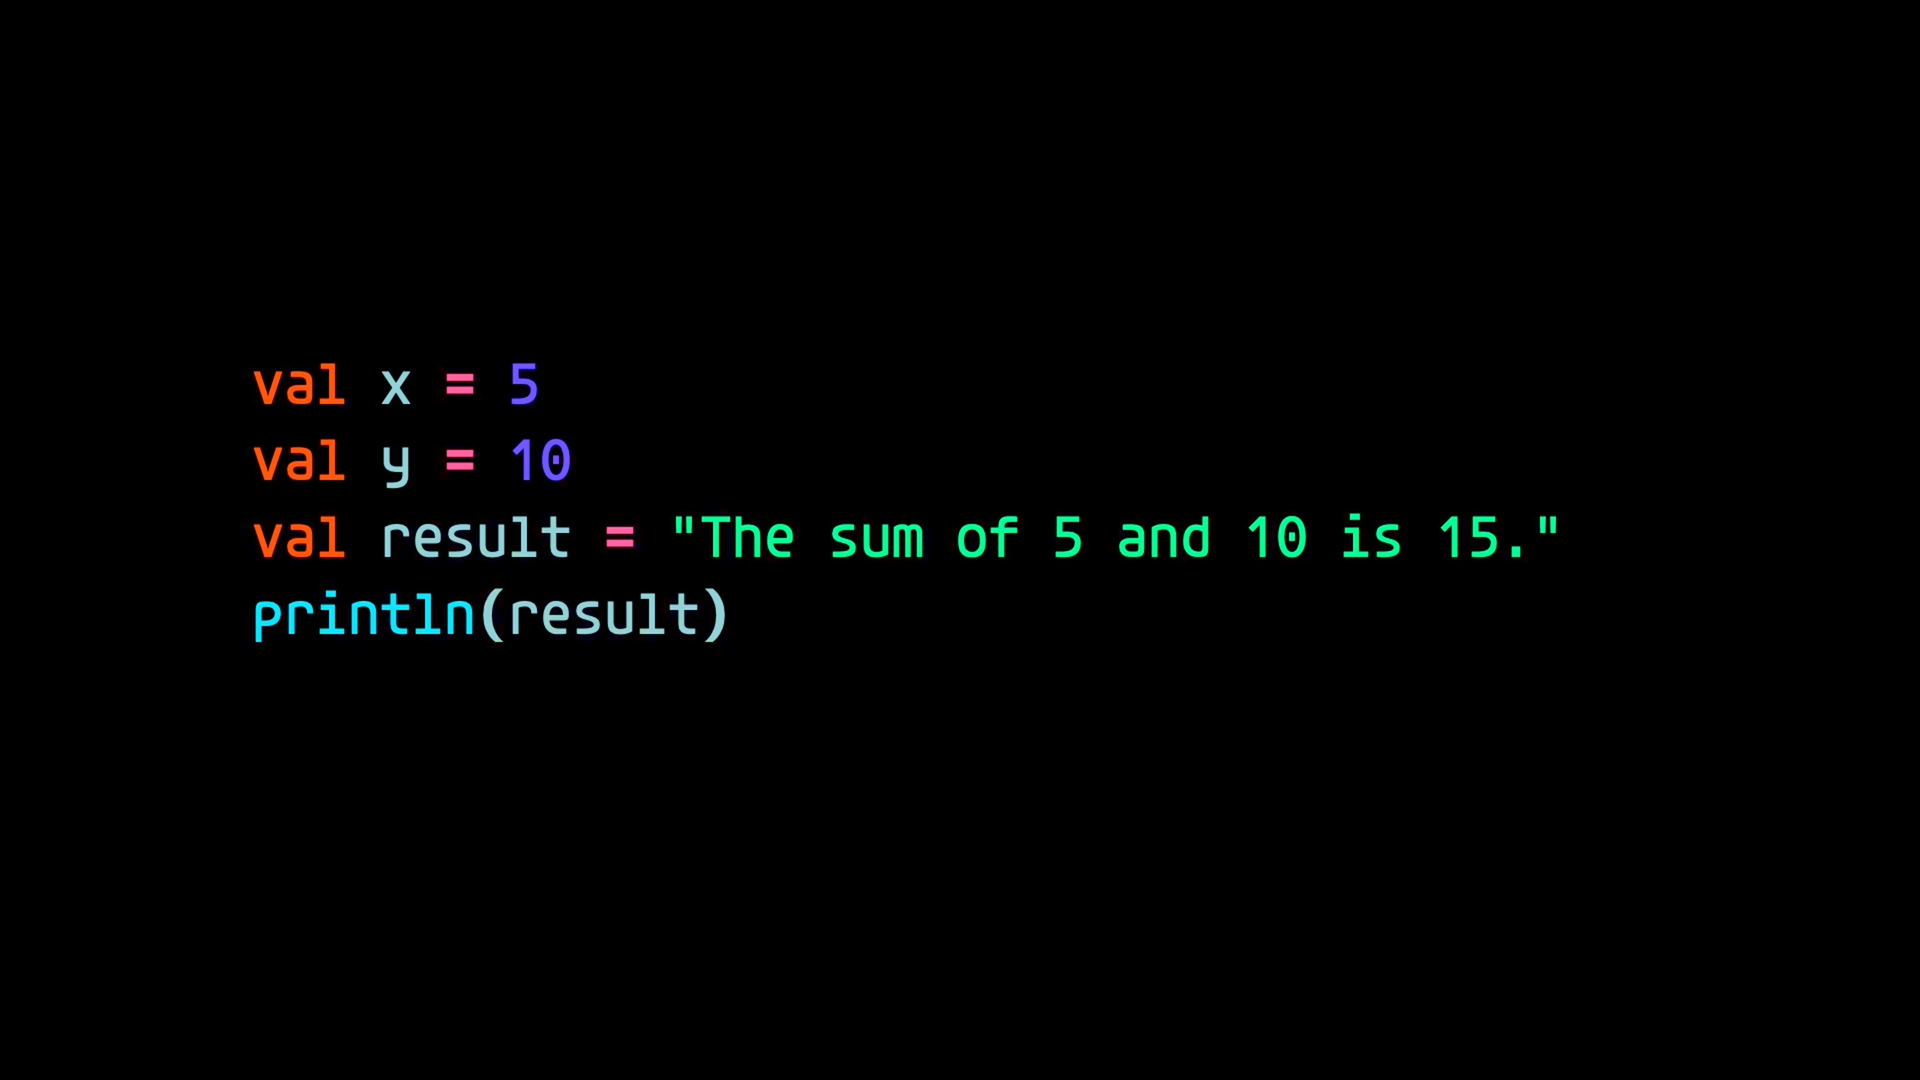 val x = 5
val y = 10
val result = "The sum of 5 and 10 is 15."
println(result)